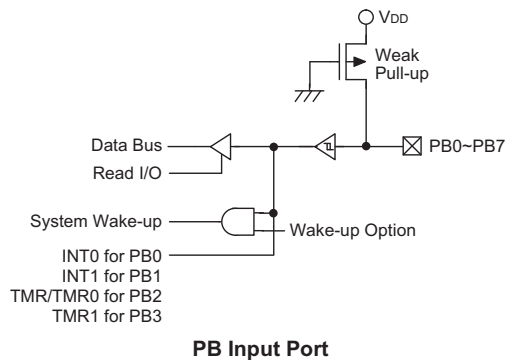 VDD
Weak
Pull-up
Data Bus
PB0~PB7
Read I/O
System Wake-up
Wake-up Option
INT0 for PB0
INT1 for PB1
TMR/TMR0 for PB2
TMR1 for PB3
PB Input Port